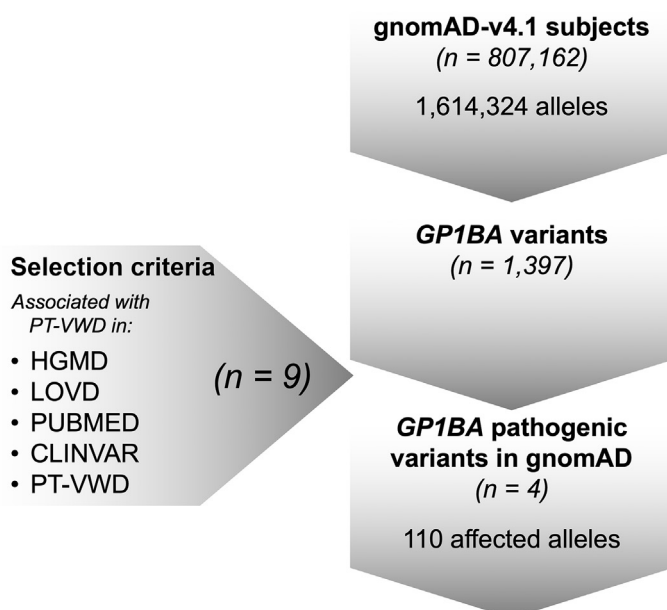 gnomAD-v4.1 subjects
(n = 807,162)
1,614,324 alleles
GP1BA variants
(n = 1,397)
Selection criteria
Associated with
PT-VWD in:
• HGMD
• LOVD
• PUBMED
• CLINVAR
• PT-VWD
(n = 9)
GP1BA pathogenic
variants in gnomAD
(n = 4)
110 affected alleles